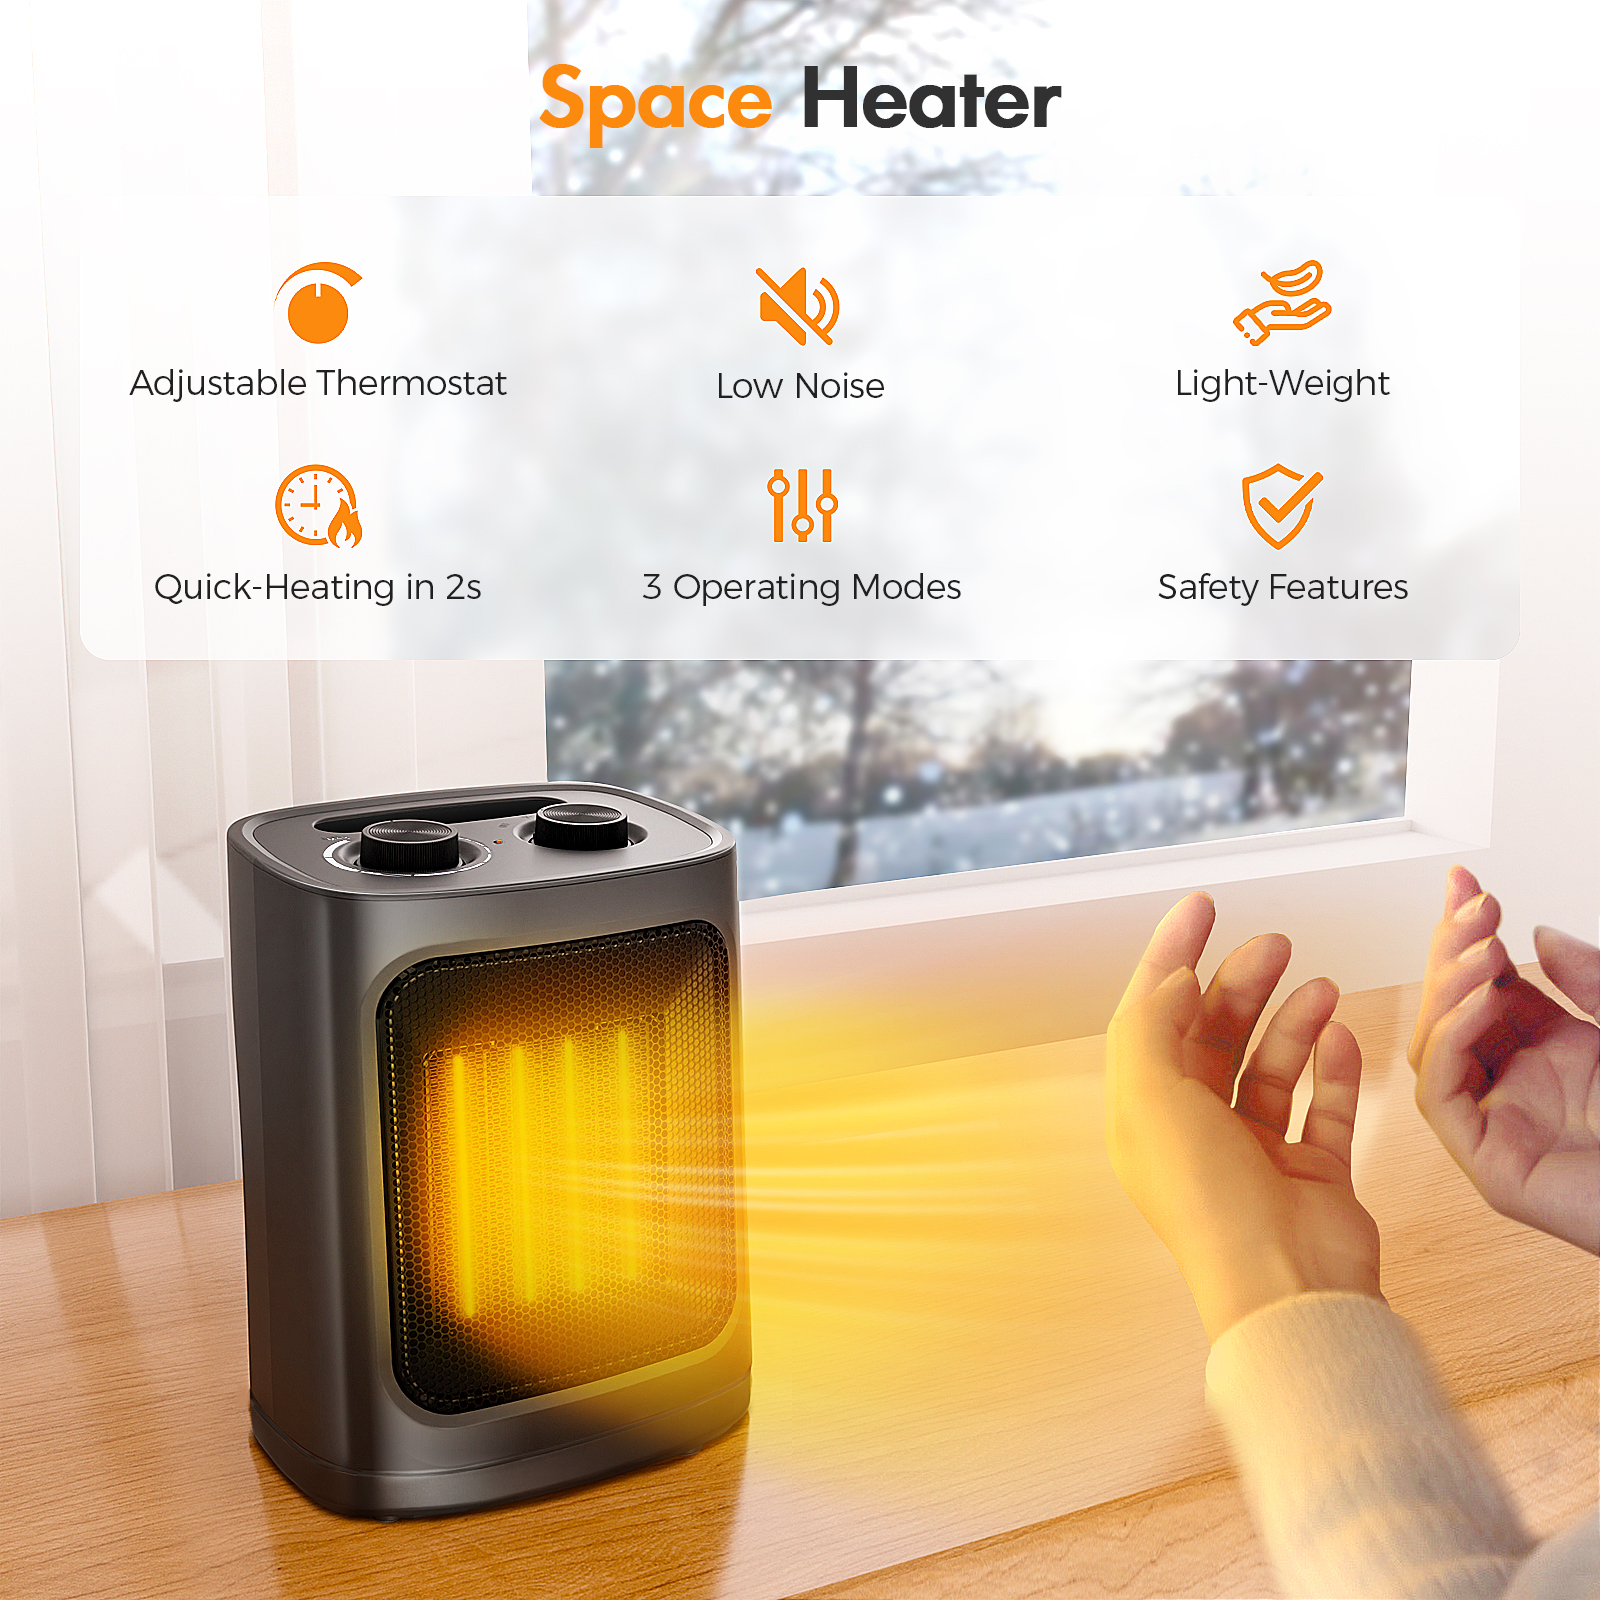 Space Heater
Adjustable Thermostat
Low Noise
Light-Weight
Quick-Heating in 2s
3 Operating Modes
Safety Features